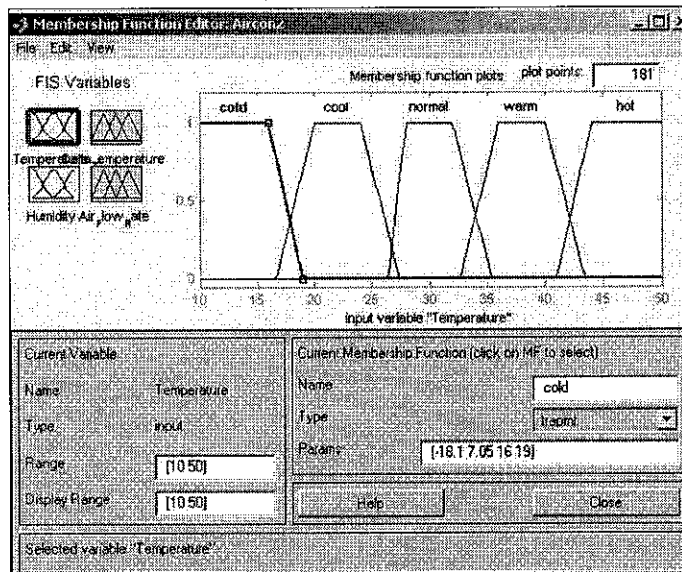 Membership Function Editor: Aircon2
File Edit View
FIS Variables
Membership function plots plot points: 181
cold cool normal warm hot
1
0.5
0
10 15 20 25 30 35 40 45 50
input variable "Temperature"
Temperature
Humidity Air_Flow_Rate
Current Variable
Name Temperature
Type input
Range [10 50]
Display Range [10 50]
Current Membership Function (click on MF to select)
Name cold
Type trapmf
Params [-18.1 7.05 16 19]
Help Close
Selected variable "Temperature"